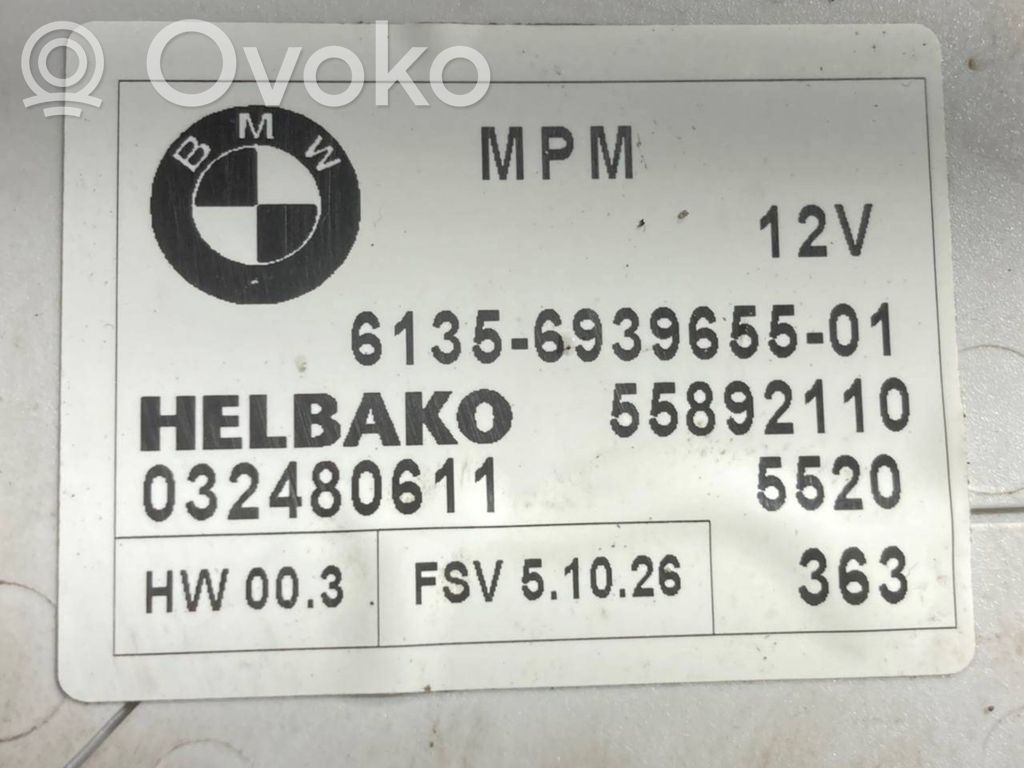 Ovoko
BMW
MPM
12V
6135-6939655-01
HELBAKO 55892110
032480611 5520
HW 00.3 FSV 5.10.26 363